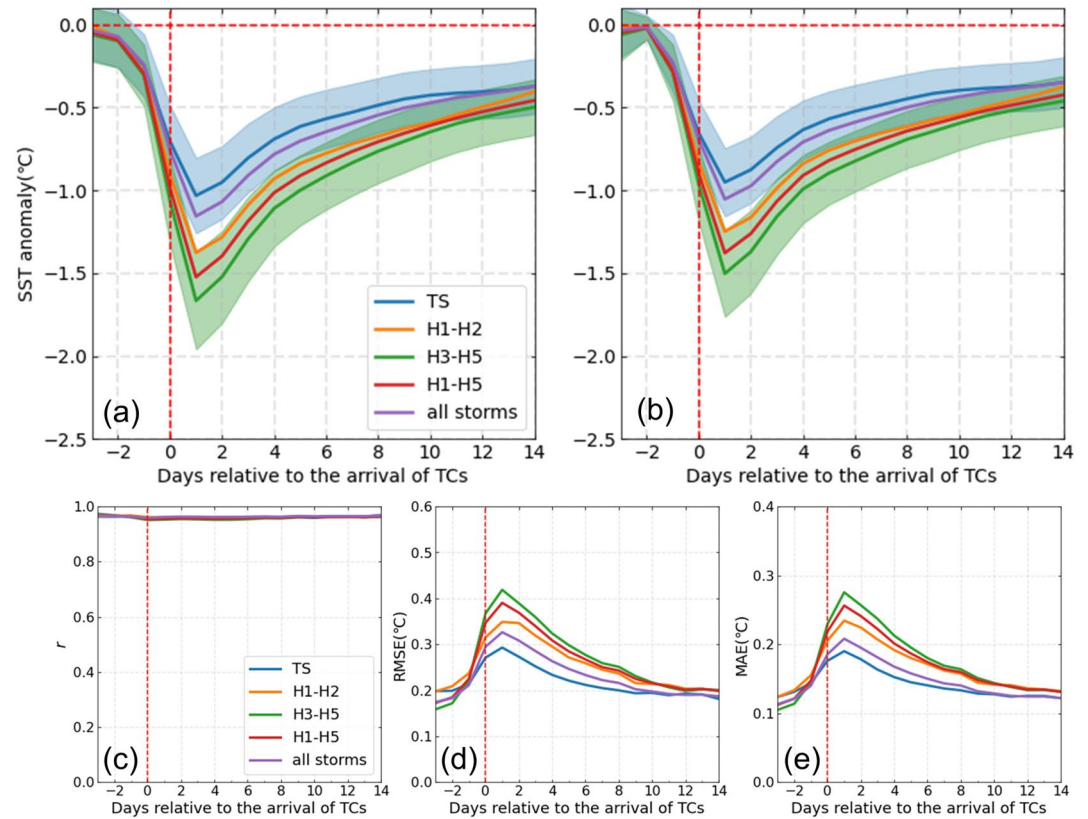 0.0
−0.5
−1.0
−1.5
−2.0
−2.5
SST anomaly(℃)
TS
H1-H2
H3-H5
H1-H5
all storms
(a)
−2 0 2 4 6 8 10 12 14
Days relative to the arrival of TCs
0.0
−0.5
−1.0
−1.5
−2.0
−2.5
(b)
−2 0 2 4 6 8 10 12 14
Days relative to the arrival of TCs
1.0
0.8
0.6
0.4
0.2
0.0
r
TS
H1-H2
H3-H5
H1-H5
all storms
(c)
−2 0 2 4 6 8 10 12 14
Days relative to the arrival of TCs
0.6
0.5
0.4
0.3
0.2
0.1
0.0
RMSE(℃)
(d)
−2 0 2 4 6 8 10 12 14
Days relative to the arrival of TCs
0.4
0.3
0.2
0.1
0.0
MAE(℃)
(e)
−2 0 2 4 6 8 10 12 14
Days relative to the arrival of TCs